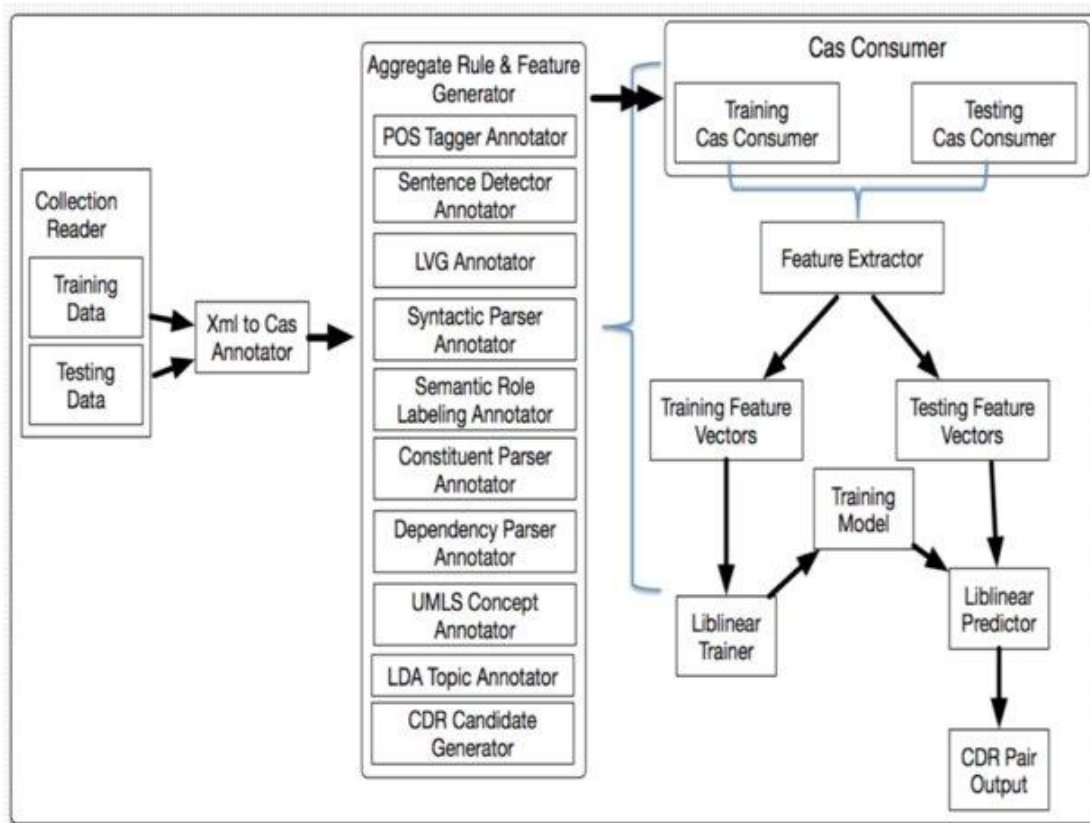 Collection
Reader
Training
Data
Testing
Data
Xml to Cas
Annotator
Aggregate Rule & Feature
Generator
POS Tagger Annotator
Sentence Detector
Annotator
LVG Annotator
Syntactic Parser
Annotator
Semantic Role
Labeling Annotator
Constituent Parser
Annotator
Dependency Parser
Annotator
UMLS Concept
Annotator
LDA Topic Annotator
CDR Candidate
Generator
Cas Consumer
Training
Cas Consumer
Testing
Cas Consumer
Feature Extractor
Training Feature
Vectors
Testing Feature
Vectors
Training
Model
Liblinear
Trainer
Liblinear
Predictor
CDR Pair
Output